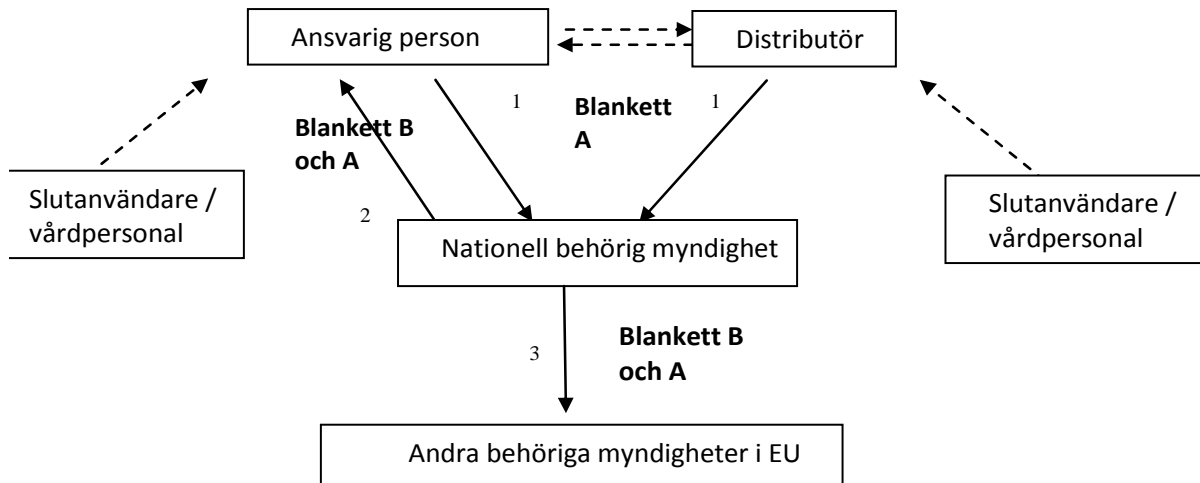 Ansvarig person
Distributör
1
Blankett
A
1
Blankett B
och A
Slutanvändare /
vårdpersonal
2
Slutanvändare /
vårdpersonal
Nationell behörig myndighet
3
Blankett B
och A
Andra behöriga myndigheter i EU